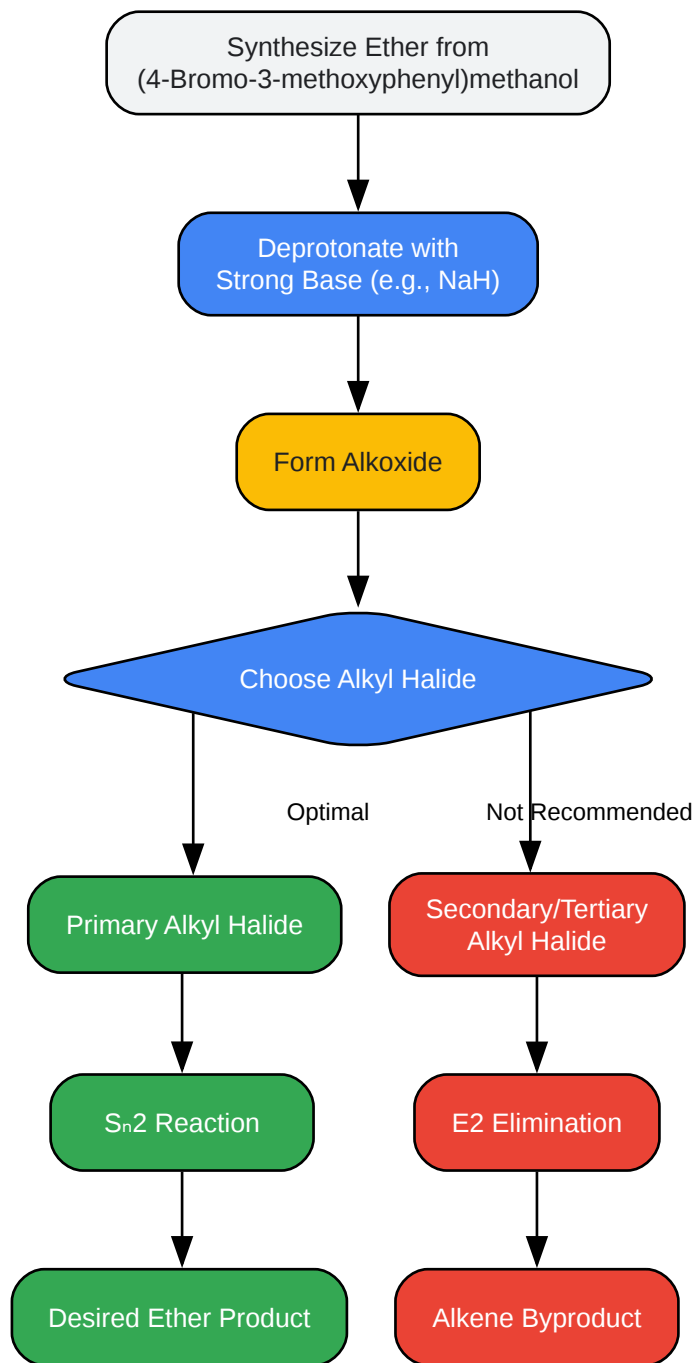 Synthesize Ether from
(4-Bromo-3-methoxyphenyl)methanol
Deprotonate with
Strong Base (e.g., NaH)
Form Alkoxide
Choose Alkyl Halide
Optimal
Not Recommended
Primary Alkyl Halide
Secondary/Tertiary
Alkyl Halide
Sₙ2 Reaction
E2 Elimination
Desired Ether Product
Alkene Byproduct